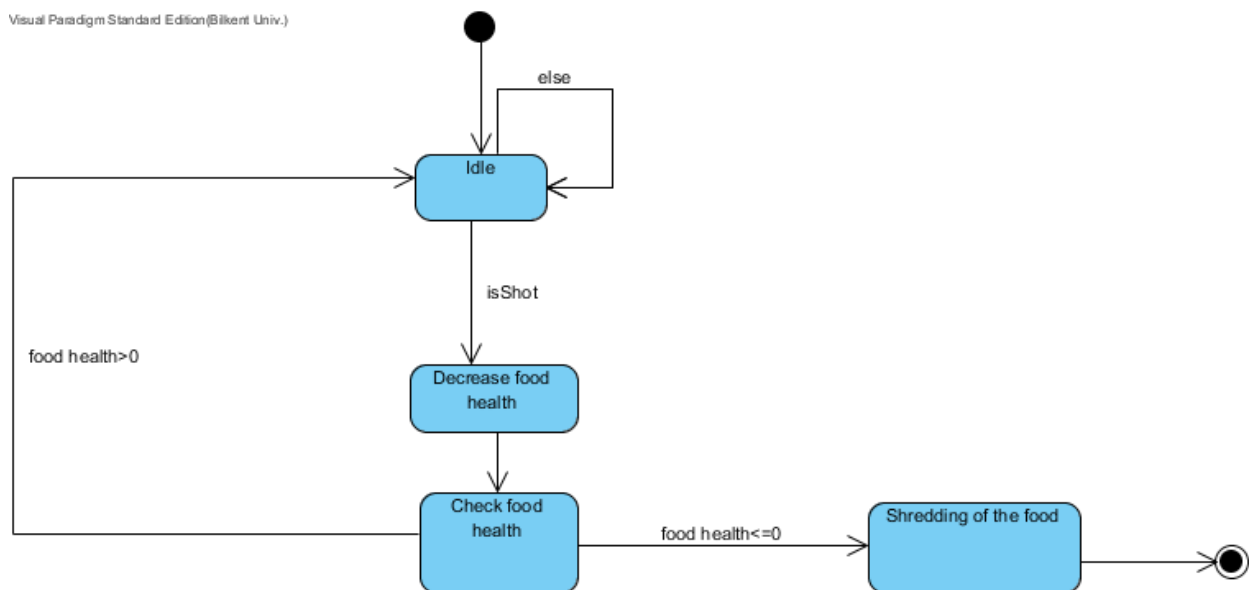 Visual Paradigm Standard Edition(Bilkent Univ.)
else
Idle
isShot
food health>0
Decrease food
health
Check food
health
food health<=0
Shredding of the food